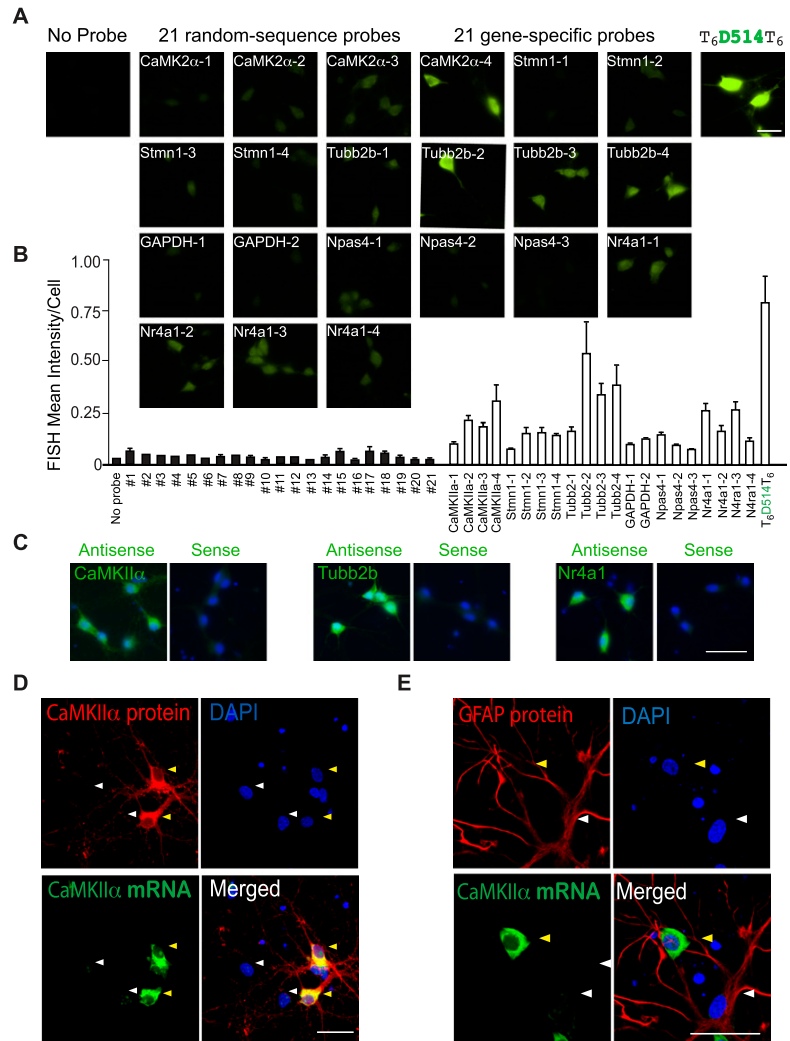 A
No Probe 21 random-sequence probes 21 gene-specific probes T6D514T6
CaMK2α-1 CaMK2α-2 CaMK2α-3 CaMK2α-4 Stmn1-1 Stmn1-2
Stmn1-3 Stmn1-4 Tubb2b-1 Tubb2b-2 Tubb2b-3 Tubb2b-4
GAPDH-1 GAPDH-2 Npas4-1 Npas4-2 Npas4-3 Nr4a1-1
Nr4a1-2 Nr4a1-3 Nr4a1-4
B
FISH Mean Intensity/Cell
1.00
0.75
0.50
0.25
0
No probe #1 #2 #3 #4 #5 #6 #7 #8 #9 #10 #11 #12 #13 #14 #15 #16 #17 #18 #19 #20 #21 CaMKIIa-1 CaMKIIa-2 CaMKIIa-3 CaMKIIa-4 Stmn1-1 Stmn1-2 Stmn1-3 Stmn1-4 Tubb2-1 Tubb2-2 Tubb2-3 Tubb2-4 GAPDH-1 GAPDH-2 Npas4-1 Npas4-2 Npas4-3 Nr4a1-1 Nr4a1-2 N4ra1-3 N4ra1-4 T6D514T6
C
Antisense Sense Antisense Sense Antisense Sense
CaMKIIα Tubb2b Nr4a1
D
CaMKIIα protein DAPI
CaMKIIα mRNA Merged
E
GFAP protein DAPI
CaMKIIα mRNA Merged